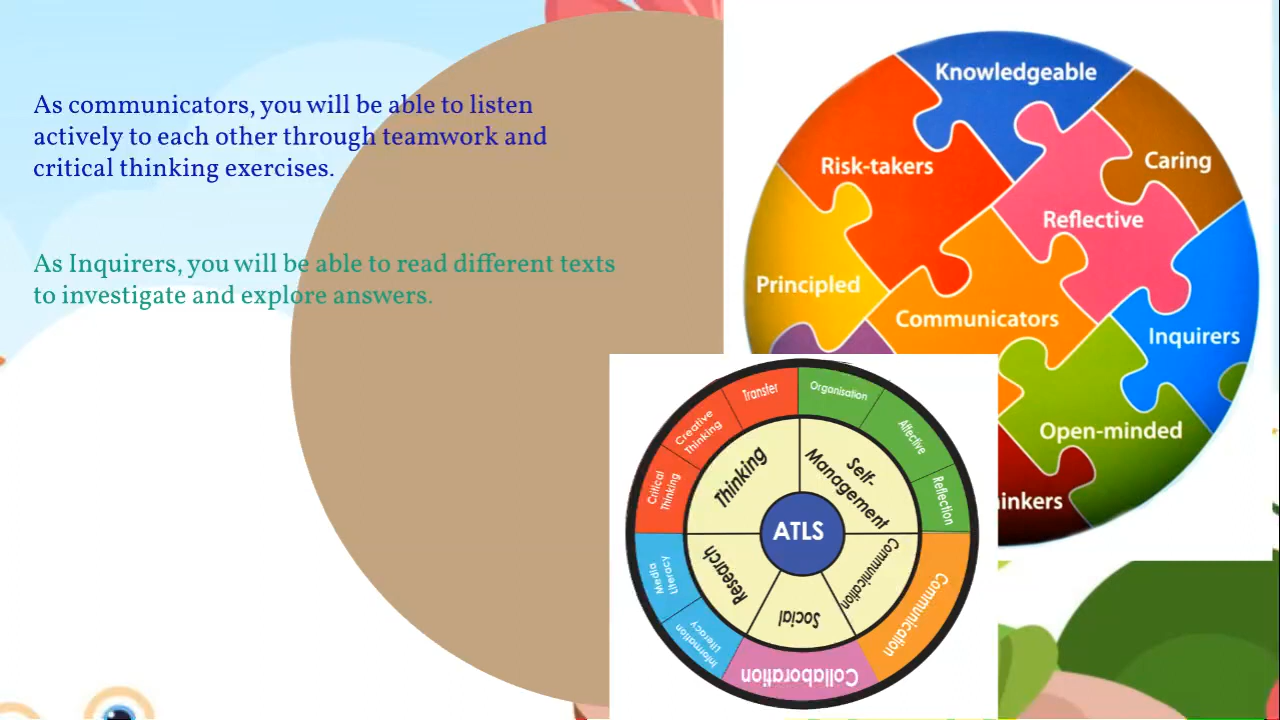 As communicators, you will be able to listen
actively to each other through teamwork and
critical thinking exercises.
As Inquirers, you will be able to read different texts
to investigate and explore answers.
Knowledgeable
Risk-takers
Caring
Reflective
Principled
Communicators
Inquirers
Open-minded
inkers
Transfer
Organisation
Creative
Thinking
Affective
Critical
Thinking
Reflection
Thinking
Self-
Management
ATLS
Research
Communication
Social
Media
Literacy
Information
Literacy
Communication
Collaboration